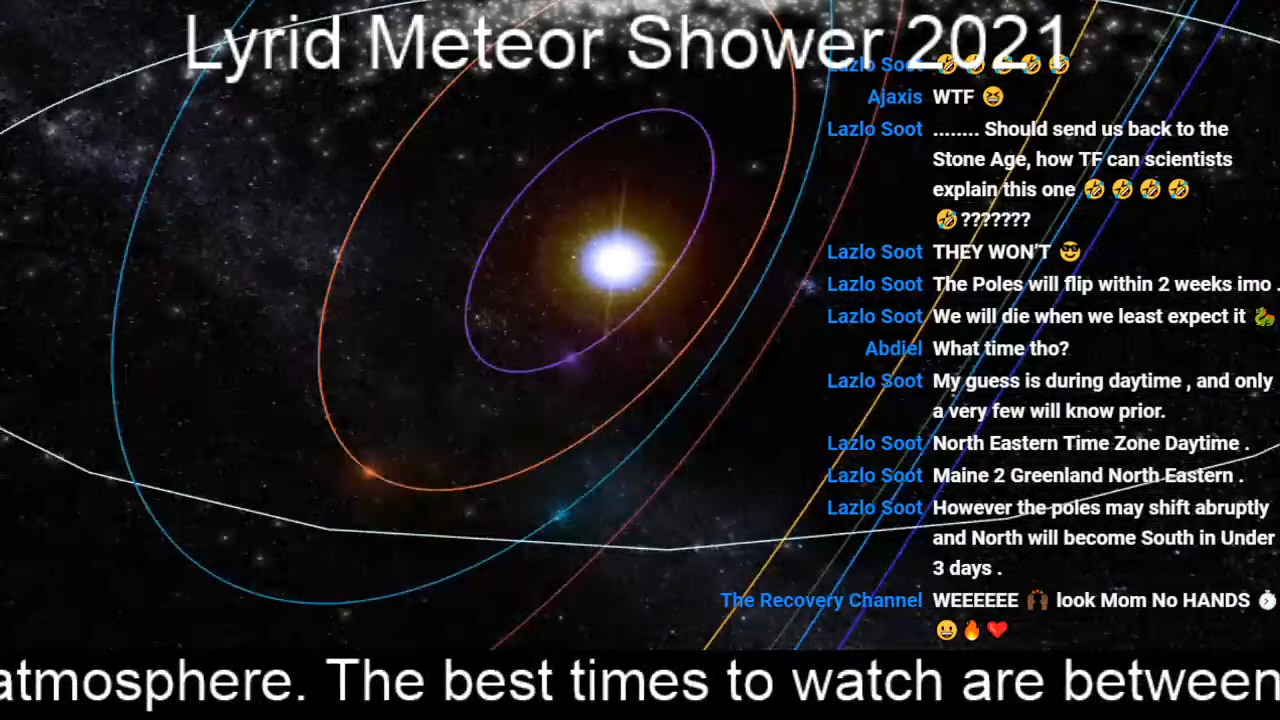 Lyrid Meteor Shower 2021
Lazlo Soot 🤣🤣🤣🤣🤣
Ajaxis WTF 😆
Lazlo Soot ........ Should send us back to the
Stone Age, how TF can scientists
explain this one 🤣🤣🤣🤣
🤣???????
Lazlo Soot THEY WON'T 😎
Lazlo Soot The Poles will flip within 2 weeks imo .
Lazlo Soot We will die when we least expect it 🐉
Abdiel What time tho?
Lazlo Soot My guess is during daytime , and only
a very few will know prior.
Lazlo Soot North Eastern Time Zone Daytime .
Lazlo Soot Maine 2 Greenland North Eastern .
Lazlo Soot However the poles may shift abruptly
and North will become South in Under
3 days .
The Recovery Channel WEEEEEE 🙌🏾 look Mom No HANDS ⏱
😀🔥❤️
atmosphere. The best times to watch are between